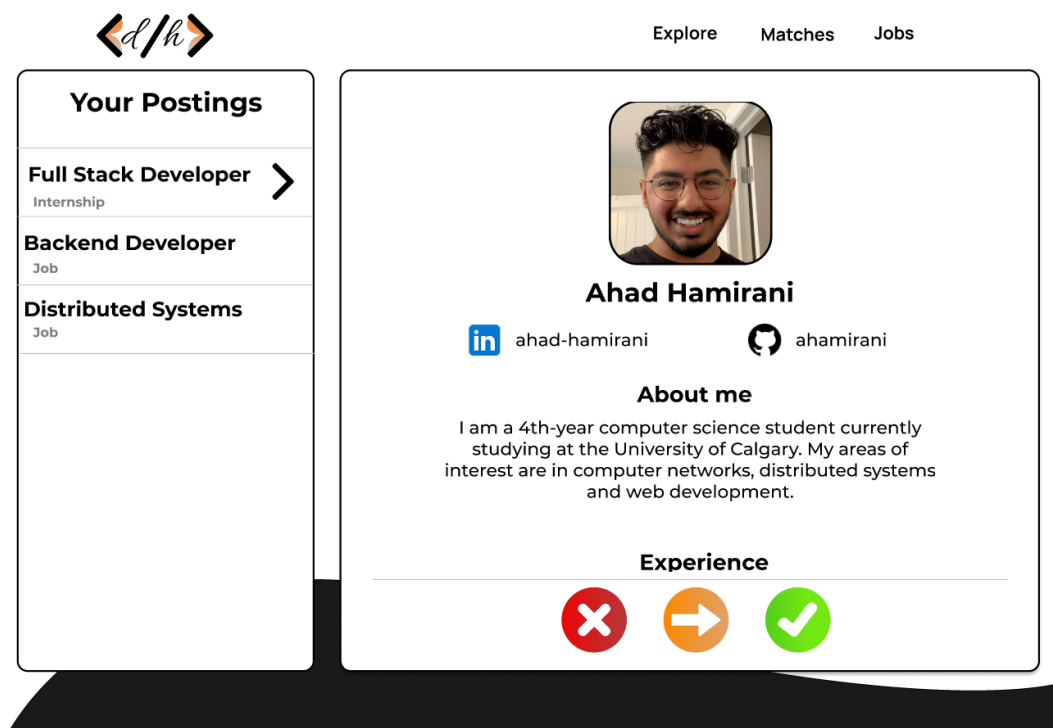 d/h
Explore
Matches
Jobs
Your Postings
Full Stack Developer
Internship
Backend Developer
Job
Distributed Systems
Job
Ahad Hamirani
in
ahad-hamirani
ahamirani
About me
I am a 4th-year computer science student currently
studying at the University of Calgary. My areas of
interest are in computer networks, distributed systems
and web development.
Experience